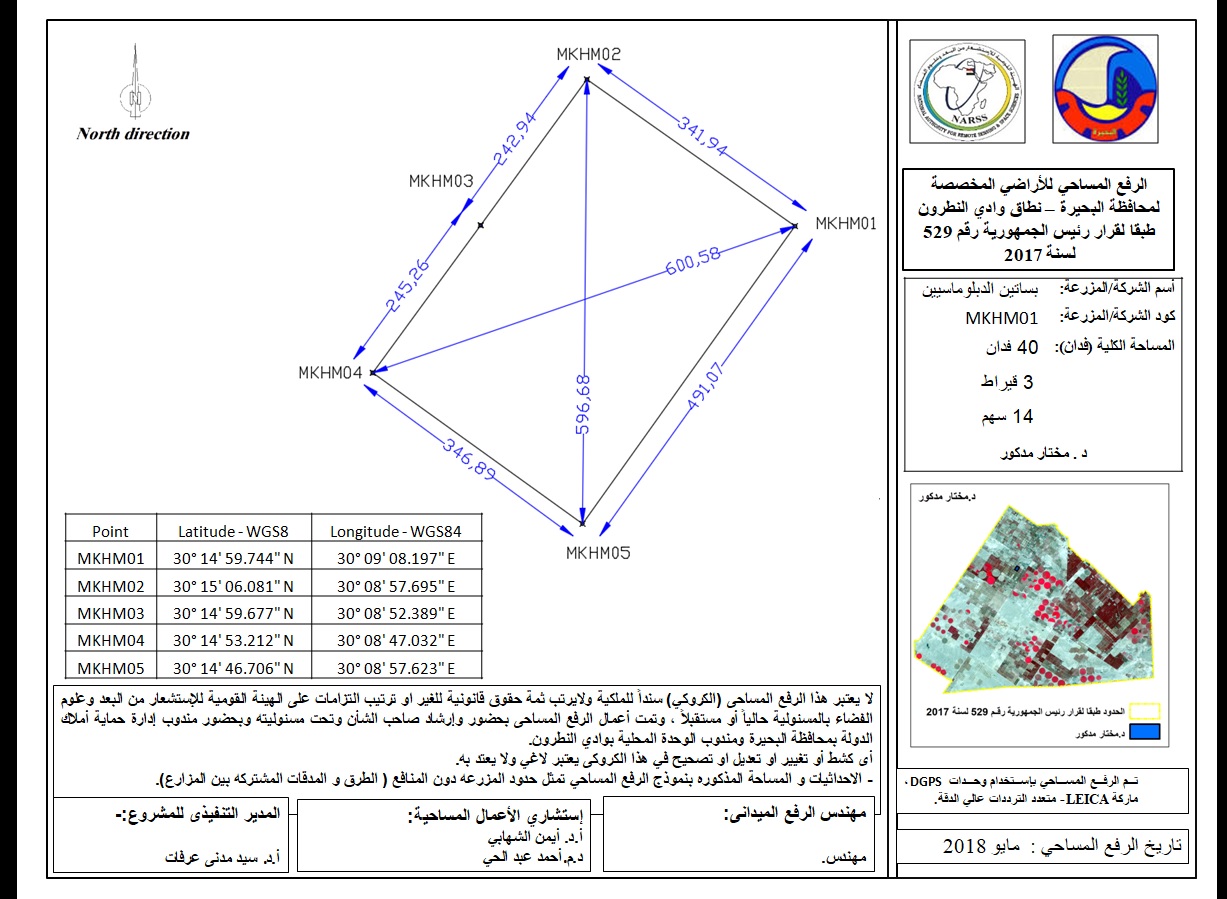 North direction
MKHM02
242,94
341,94
MKHM03
MKHM01
600,58
245,26
MKHM04
596,68
491,07
346,89
MKHM05
Point Latitude - WGS8 Longitude - WGS84
MKHM01 30° 14' 59.744" N 30° 09' 08.197" E
MKHM02 30° 15' 06.081" N 30° 08' 57.695" E
MKHM03 30° 14' 59.677" N 30° 08' 52.389" E
MKHM04 30° 14' 53.212" N 30° 08' 47.032" E
MKHM05 30° 14' 46.706" N 30° 08' 57.623" E
لا يعتبر هذا الرفع المساحى (الكروكي) سنداً للملكية ولايرتب ثمة حقوق قانونية للغير او ترتيب التزامات على الهيئة القومية للإستشعار من البعد وعلوم
الفضاء بالمسئولية حالياً أو مستقبلاً ، وتمت أعمال الرفع المساحى بحضور وإرشاد صاحب الشأن وتحت مسئوليته وبحضور مندوب إدارة حماية أملاك
الدولة بمحافظة البحيرة ومندوب الوحدة المحلية بوادي النطرون.
أى كشط أو تغيير او تعديل او تصحيح في هذا الكروكى يعتبر لاغي ولا يعتد به.
- الاحداثيات و المساحة المذكوره بنموذج الرفع المساحي تمثل حدود المزرعه دون المنافع ( الطرق و المدقات المشتركه بين المزارع).
مهندس الرفع الميدانى:
مهندس.
إستشاري الأعمال المساحية:
أ.د. أيمن الشهابي
د.م.أحمد عبد الحي
المدير التنفيذى للمشروع:-
أ.د. سيد مدنى عرفات
NARSS
NATIONAL AUTHORITY FOR REMOTE SENSING & SPACE SCIENCES
البحيرة
الرفع المساحي للأراضي المخصصة
لمحافظة البحيرة – نطاق وادي النطرون
طبقا لقرار رئيس الجمهورية رقم 529
لسنة 2017
أسم الشركة/المزرعة: بساتين الدبلوماسيين
كود الشركة/المزرعة: MKHM01
المساحة الكلية (فدان): 40 فدان
3 قيراط
14 سهم
د . مختار مدكور
د.مختار مدكور
الحدود طبقا لقرار رئيس الجمهورية رقم 529 لسنة 2017
د.مختار مدكور
تـم الرفـع المسـاحي بإسـتخدام وحـدات DGPS ،
ماركة LEICA- متعدد الترددات عالي الدقة.
تاريخ الرفع المساحي : مايو 2018